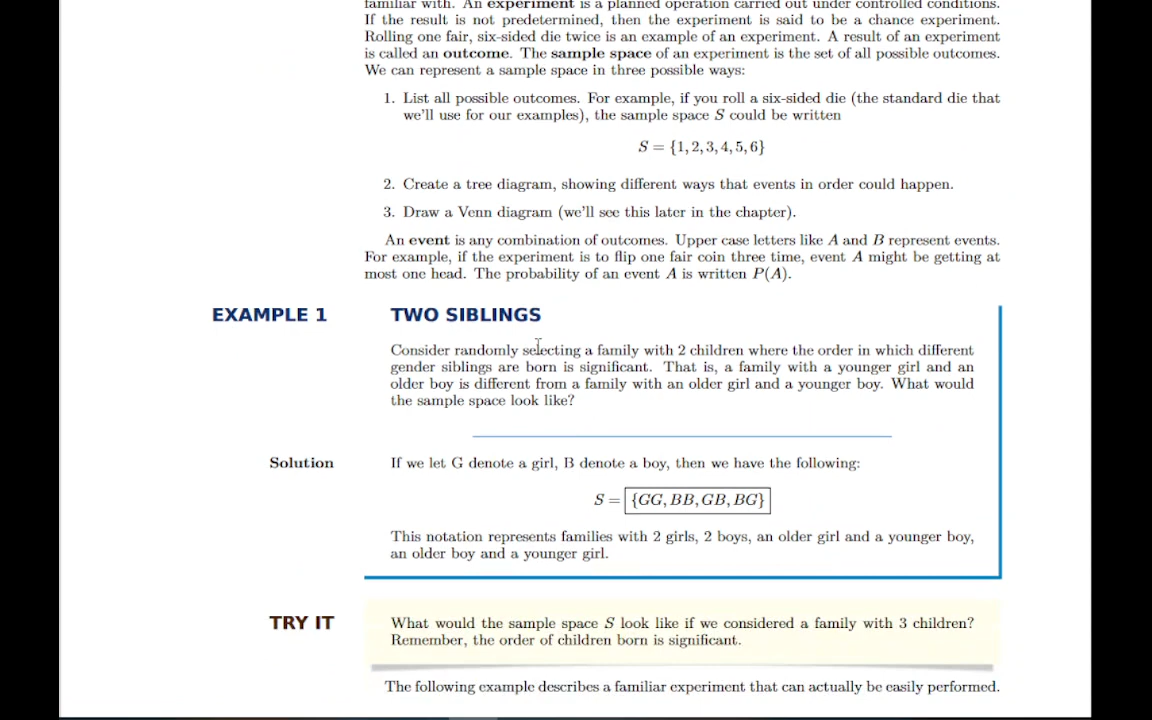 familiar with. An experiment is a planned operation carried out under controlled conditions.
If the result is not predetermined, then the experiment is said to be a chance experiment.
Rolling one fair, six-sided die twice is an example of an experiment. A result of an experiment
is called an outcome. The sample space of an experiment is the set of all possible outcomes.
We can represent a sample space in three possible ways:
1. List all possible outcomes. For example, if you roll a six-sided die (the standard die that
we'll use for our examples), the sample space S could be written
S = {1, 2, 3, 4, 5, 6}
2. Create a tree diagram, showing different ways that events in order could happen.
3. Draw a Venn diagram (we'll see this later in the chapter).
An event is any combination of outcomes. Upper case letters like A and B represent events.
For example, if the experiment is to flip one fair coin three time, event A might be getting at
most one head. The probability of an event A is written P(A).
EXAMPLE 1 TWO SIBLINGS
Consider randomly selecting a family with 2 children where the order in which different
gender siblings are born is significant. That is, a family with a younger girl and an
older boy is different from a family with an older girl and a younger boy. What would
the sample space look like?
Solution If we let G denote a girl, B denote a boy, then we have the following:
S = {GG, BB, GB, BG}
This notation represents families with 2 girls, 2 boys, an older girl and a younger boy,
an older boy and a younger girl.
TRY IT What would the sample space S look like if we considered a family with 3 children?
Remember, the order of children born is significant.
The following example describes a familiar experiment that can actually be easily performed.